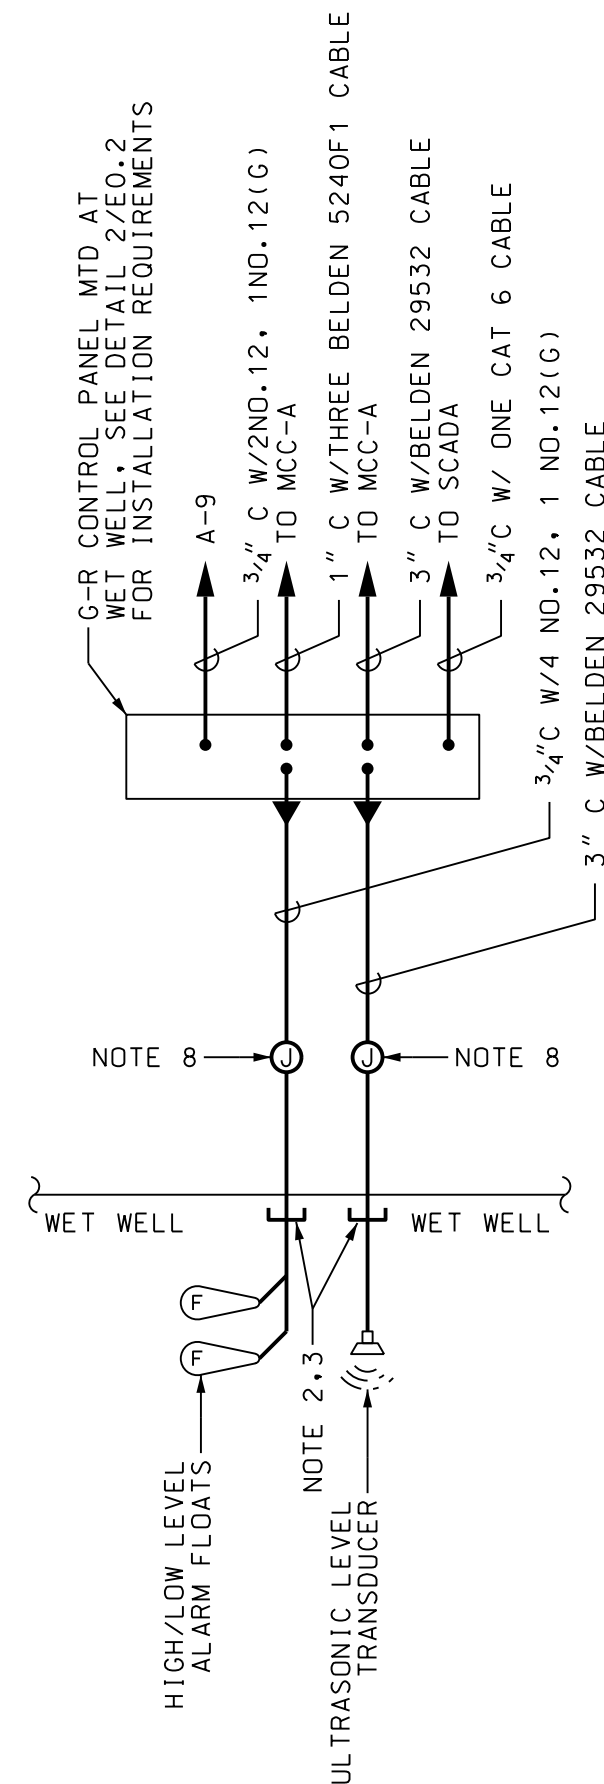 G-R CONTROL PANEL MTD AT
WET WELL, SEE DETAIL 2/E0.2
FOR INSTALLATION REQUIREMENTS
A-9
3/4" C W/2NO.12, 1NO.12(G)
TO MCC-A
1" C W/THREE BELDEN 5240F1 CABLE
TO MCC-A
3" C W/BELDEN 29532 CABLE
TO SCADA
3/4"C W/ ONE CAT 6 CABLE
3/4"C W/4 NO.12, 1 NO.12(G)
3" C W/BELDEN 29532 CABLE
NOTE 8
J
J
NOTE 8
WET WELL
WET WELL
F
F
NOTE 2,3
HIGH/LOW LEVEL
ALARM FLOATS
ULTRASONIC LEVEL
TRANSDUCER